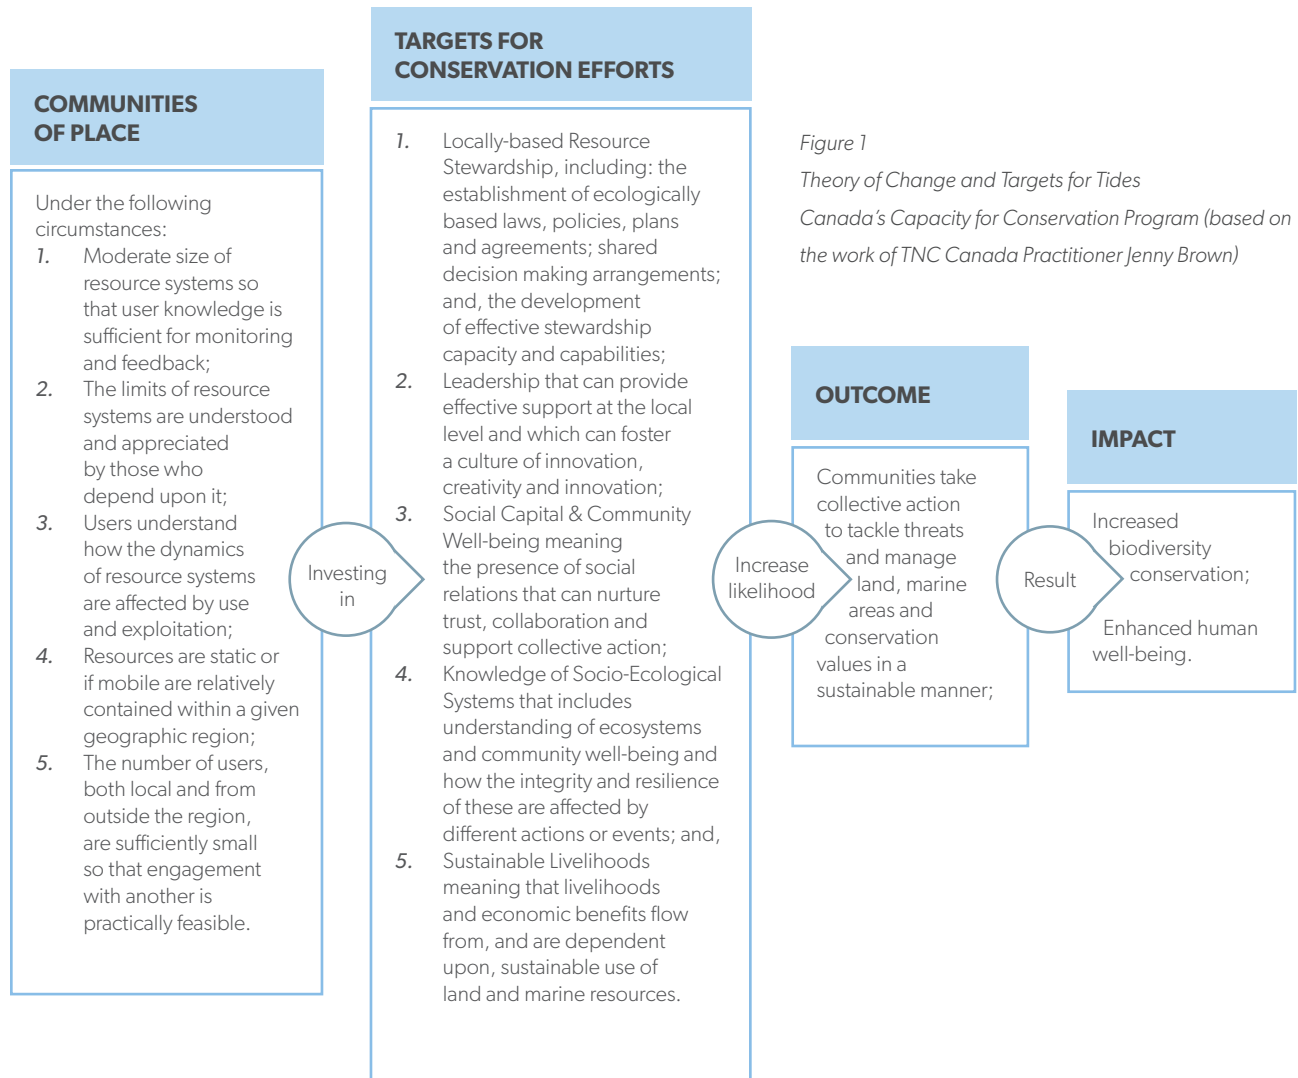 COMMUNITIES
OF PLACE
Under the following
circumstances:
1. Moderate size of
resource systems so
that user knowledge is
sufficient for monitoring
and feedback;
2. The limits of resource
systems are understood
and appreciated
by those who
depend upon it;
3. Users understand
how the dynamics
of resource systems
are affected by use
and exploitation;
4. Resources are static or
if mobile are relatively
contained within a given
geographic region;
5. The number of users,
both local and from
outside the region,
are sufficiently small
so that engagement
with another is
practically feasible.
Investing
in
TARGETS FOR
CONSERVATION EFFORTS
1. Locally-based Resource
Stewardship, including: the
establishment of ecologically
based laws, policies, plans
and agreements; shared
decision making arrangements;
and, the development
of effective stewardship
capacity and capabilities;
2. Leadership that can provide
effective support at the local
level and which can foster
a culture of innovation,
creativity and innovation;
3. Social Capital & Community
Well-being meaning
the presence of social
relations that can nurture
trust, collaboration and
support collective action;
4. Knowledge of Socio-Ecological
Systems that includes
understanding of ecosystems
and community well-being and
how the integrity and resilience
of these are affected by
different actions or events; and,
5. Sustainable Livelihoods
meaning that livelihoods
and economic benefits flow
from, and are dependent
upon, sustainable use of
land and marine resources.
Increase
likelihood
Figure 1
Theory of Change and Targets for Tides
Canada's Capacity for Conservation Program (based on
the work of TNC Canada Practitioner Jenny Brown)
OUTCOME
Communities take
collective action
to tackle threats
and manage
land, marine
areas and
conservation
values in a
sustainable manner;
Result
IMPACT
Increased
biodiversity
conservation;
Enhanced human
well-being.